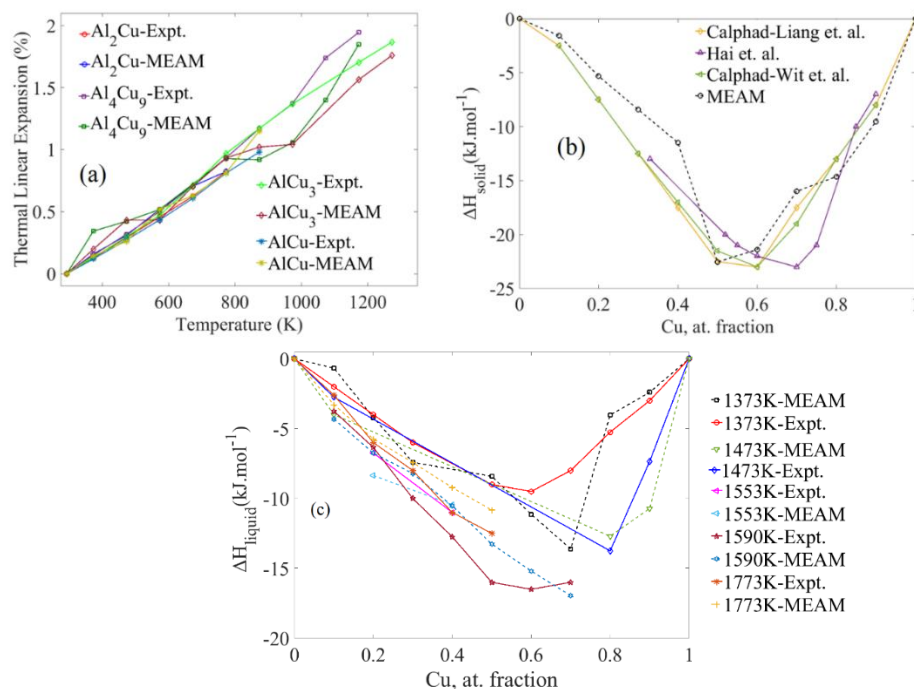 Thermal Linear Expansion (%)
2
1.5
1
0.5
0
400
600
800
1000
1200
Temperature (K)
(a)
Al2Cu-Expt.
Al2Cu-MEAM
Al4Cu9-Expt.
Al4Cu9-MEAM
AlCu3-Expt.
AlCu3-MEAM
AlCu-Expt.
AlCu-MEAM
ΔHsolid(kJ.mol-1)
0
-5
-10
-15
-20
-25
0
0.2
0.4
0.6
0.8
1
Cu, at. fraction
(b)
Calphad-Liang et. al.
Hai et. al.
Calphad-Wit et. al.
MEAM
ΔHliquid(kJ.mol-1)
0
-5
-10
-15
-20
0
0.2
0.4
0.6
0.8
1
Cu, at. fraction
(c)
1373K-MEAM
1373K-Expt.
1473K-MEAM
1473K-Expt.
1553K-Expt.
1553K-MEAM
1590K-Expt.
1590K-MEAM
1773K-Expt.
1773K-MEAM